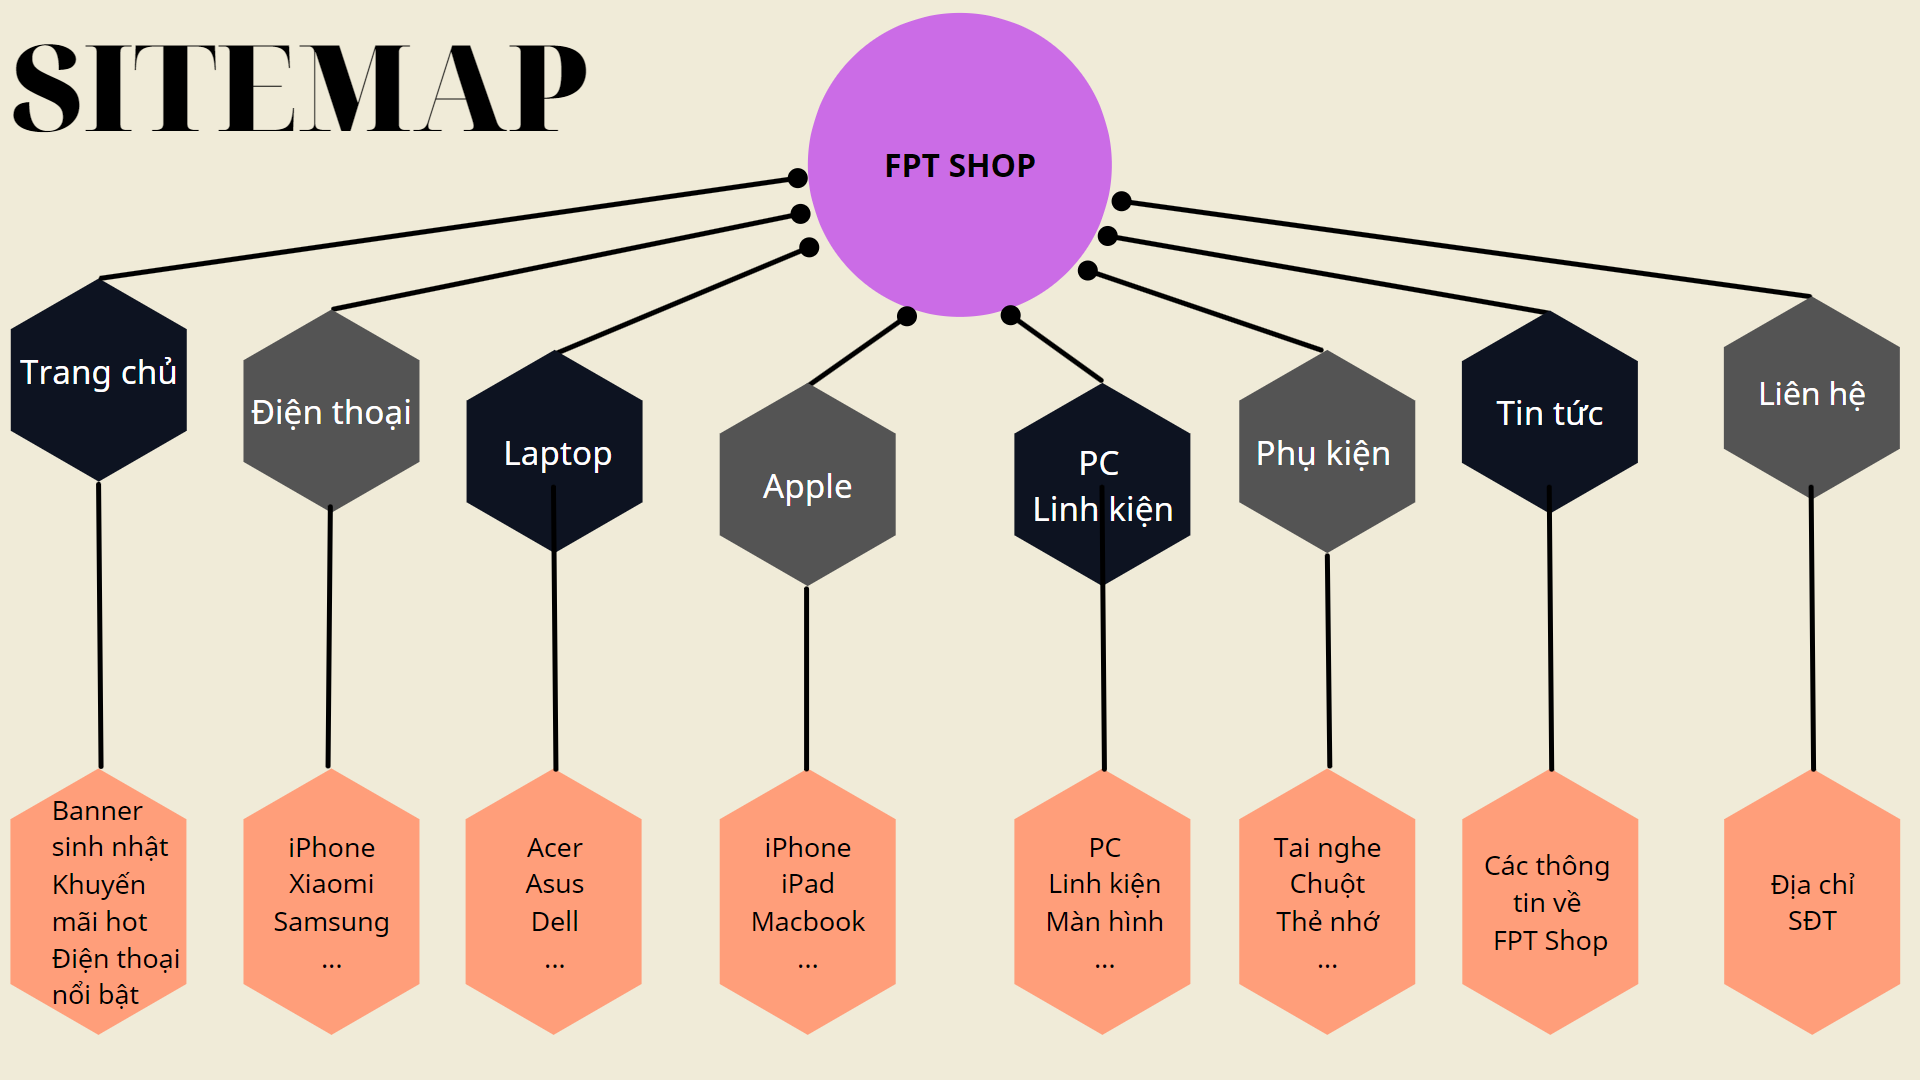 SITEMAP
FPT SHOP
Trang chủ
Điện thoại
Laptop
Apple
PC
Linh kiện
Phụ kiện
Tin tức
Liên hệ
Banner
sinh nhật
Khuyến
mãi hot
Điện thoại
nổi bật
iPhone
Xiaomi
Samsung
...
Acer
Asus
Dell
...
iPhone
iPad
Macbook
...
PC
Linh kiện
Màn hình
...
Tai nghe
Chuột
Thẻ nhớ
...
Các thông
tin về
FPT Shop
Địa chỉ
SĐT